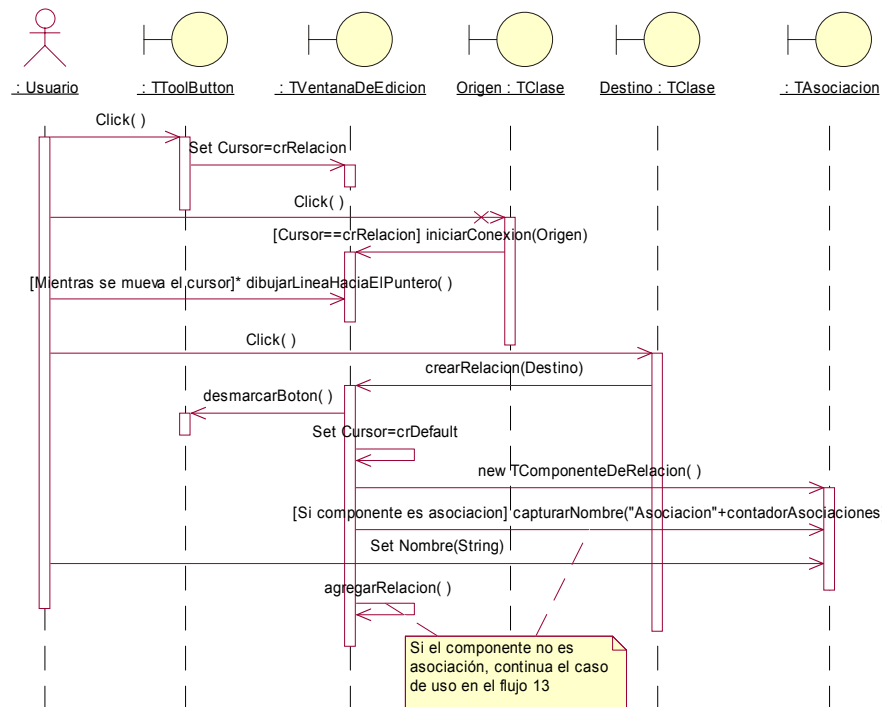 : Usuario
: TToolButton
: TVentanaDeEdicion
Origen : TClase
Destino : TClase
: TAsociacion
Click( )
Set Cursor=crRelacion
Click( )
[Cursor==crRelacion] iniciarConexion(Origen)
[Mientras se mueva el cursor]* dibujarLineaHaciaElPuntero( )
Click( )
crearRelacion(Destino)
desmarcarBoton( )
Set Cursor=crDefault
new TComponenteDeRelacion( )
[Si componente es asociacion] capturarNombre("Asociacion"+contadorAsociaciones
Set Nombre(String)
agregarRelacion( )
Si el componente no es
asociación, continua el caso
de uso en el flujo 13